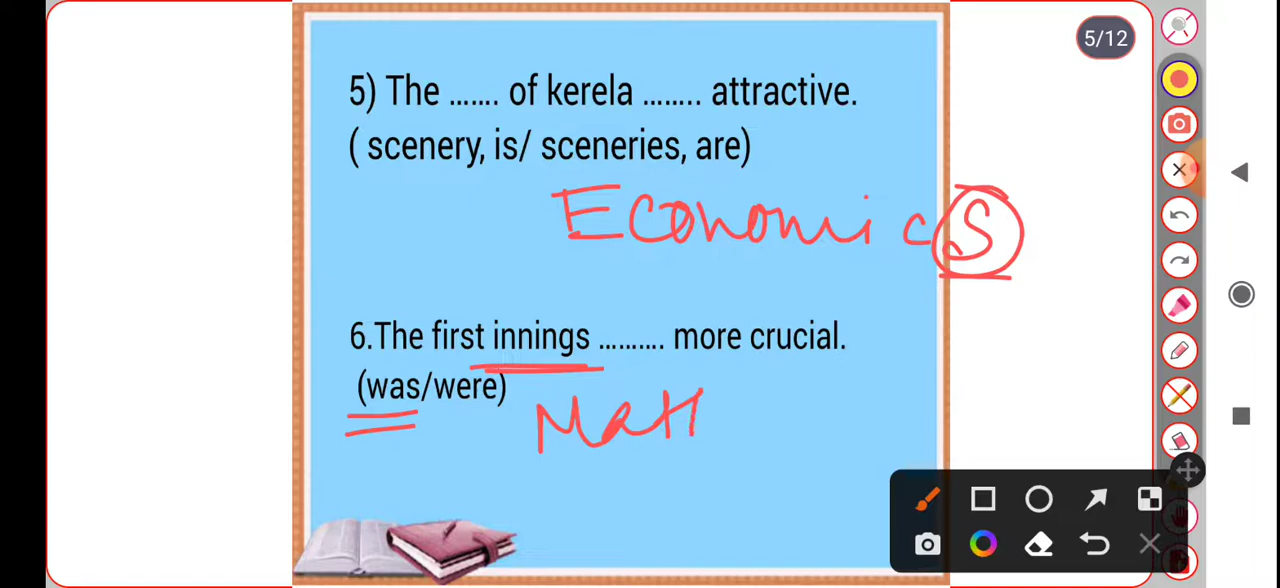 5/12
5) The ....... of kerela ........ attractive.
( scenery, is/ sceneries, are)
Economics
6.The first innings .......... more crucial.
(was/were)
Mat